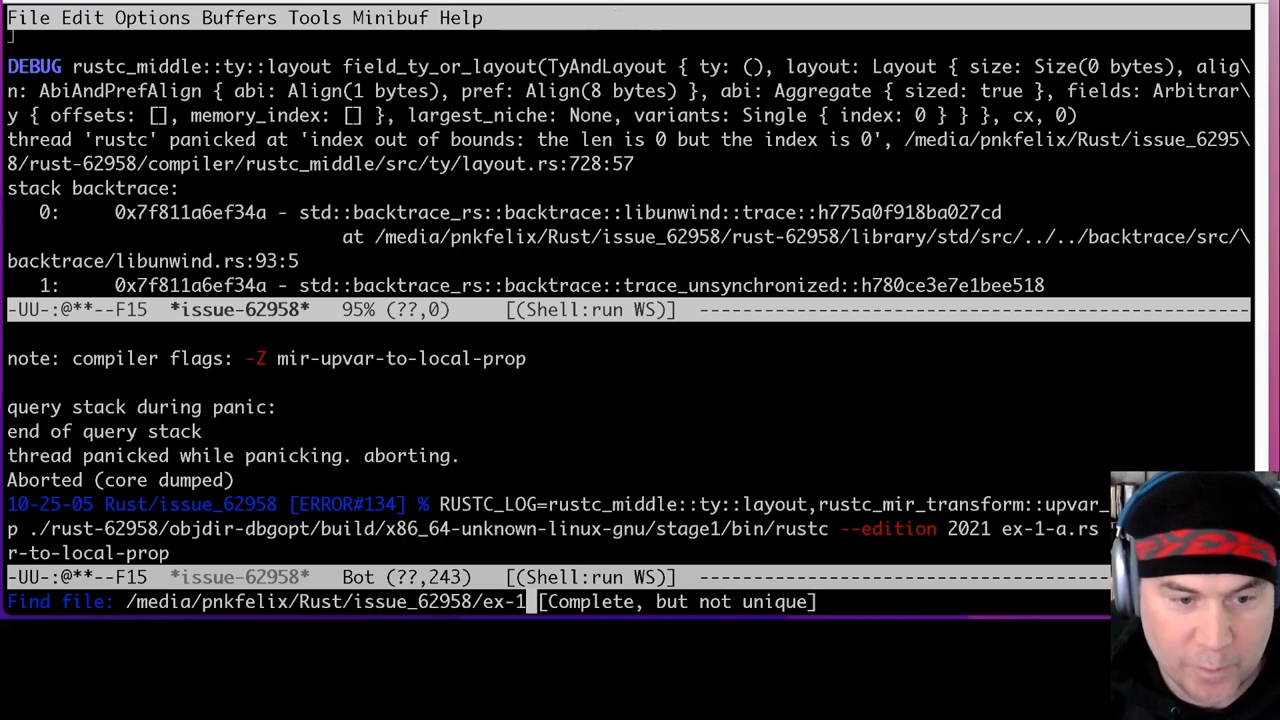 File Edit Options Buffers Tools Minibuf Help
]
DEBUG rustc_middle::ty::layout field_ty_or_layout(TyAndLayout { ty: (), layout: Layout { size: Size(0 bytes), alig\
n: AbiAndPrefAlign { abi: Align(1 bytes), pref: Align(8 bytes) }, abi: Aggregate { sized: true }, fields: Arbitrar\
y { offsets: [], memory_index: [] }, largest_niche: None, variants: Single { index: 0 } } }, cx, 0)
thread 'rustc' panicked at 'index out of bounds: the len is 0 but the index is 0', /media/pnkfelix/Rust/issue_6295\
8/rust-62958/compiler/rustc_middle/src/ty/layout.rs:728:57
stack backtrace:
0: 0x7f811a6ef34a - std::backtrace_rs::backtrace::libunwind::trace::h775a0f918ba027cd
at /media/pnkfelix/Rust/issue_62958/rust-62958/library/std/src/../../backtrace/src/\
backtrace/libunwind.rs:93:5
1: 0x7f811a6ef34a - std::backtrace_rs::backtrace::trace_unsynchronized::h780ce3e7e1bee518
-UU-:@**--F15 *issue-62958* 95% (??,0) [(Shell:run WS)] ---------------------------------------------------
note: compiler flags: -Z mir-upvar-to-local-prop
query stack during panic:
end of query stack
thread panicked while panicking. aborting.
Aborted (core dumped)
10-25-05 Rust/issue_62958 [ERROR#134] % RUSTC_LOG=rustc_middle::ty::layout,rustc_mir_transform::upvar_
p ./rust-62958/objdir-dbgopt/build/x86_64-unknown-linux-gnu/stage1/bin/rustc --edition 2021 ex-1-a.rs
r-to-local-prop
-UU-:@**--F15 *issue-62958* Bot (??,243) [(Shell:run WS)] --------------------------------------
Find file: /media/pnkfelix/Rust/issue_62958/ex-1 [Complete, but not unique]